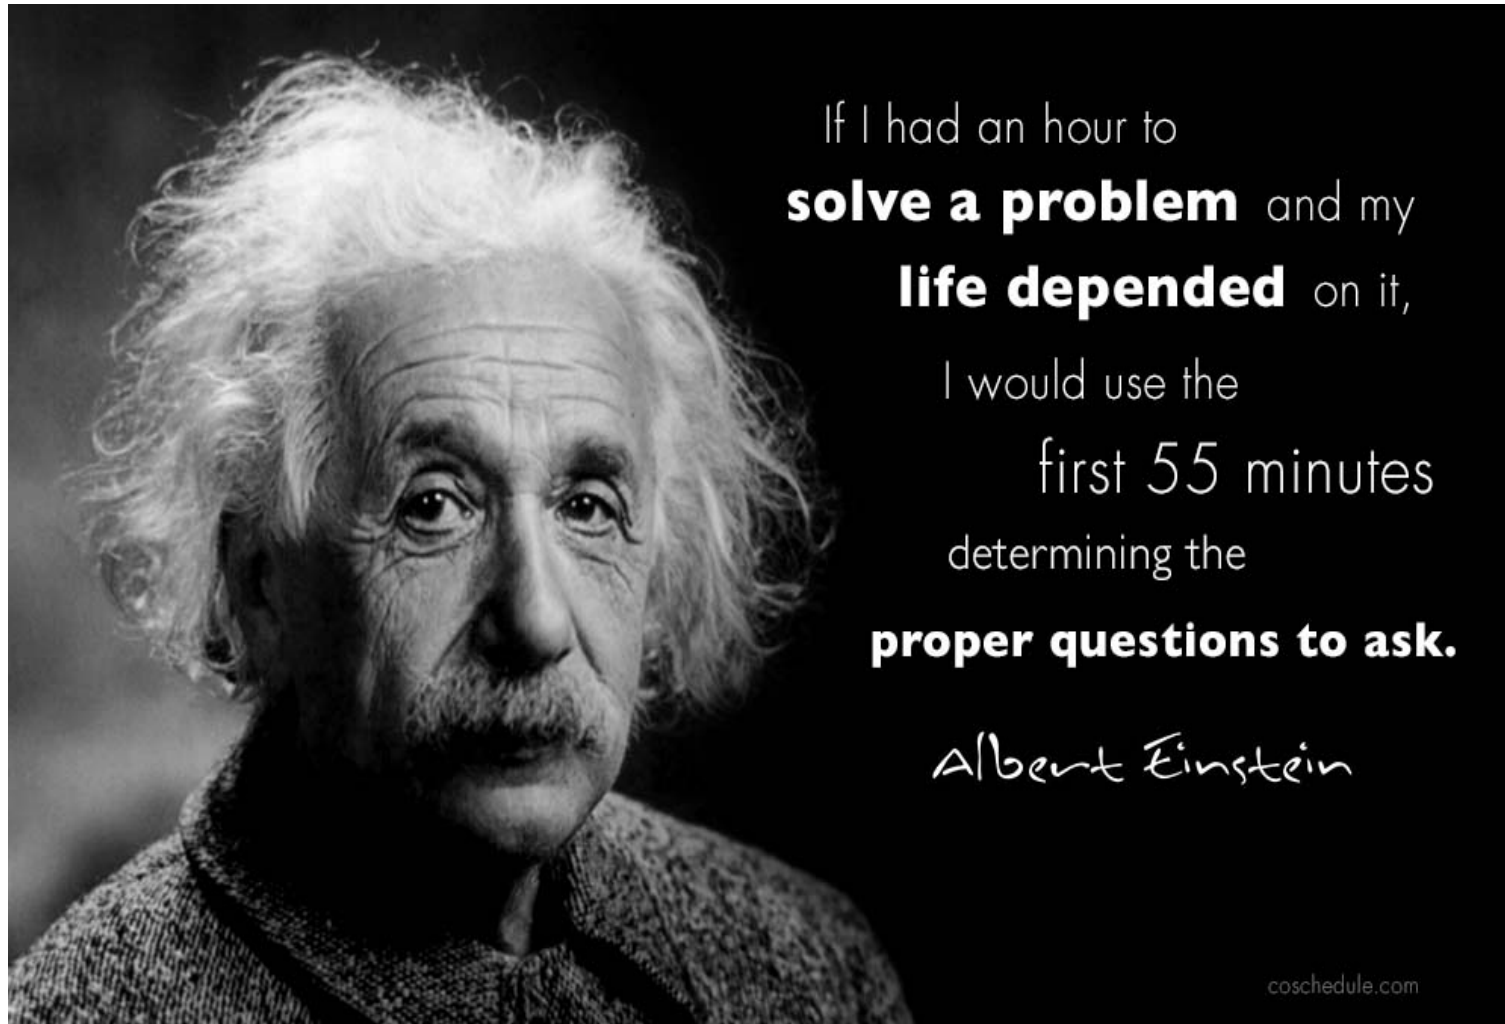 If I had an hour to
solve a problem and my
life depended on it,
I would use the
first 55 minutes
determining the
proper questions to ask.
Albert Einstein
coschedule.com